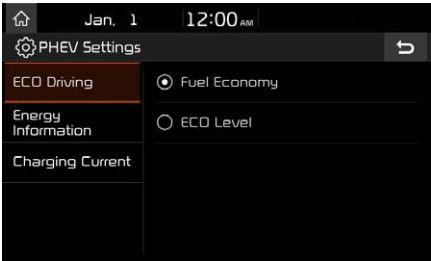 Jan. 1 12:00 AM
PHEV Settings
ECO Driving
Fuel Economy
Energy
Information
ECO Level
Charging Current